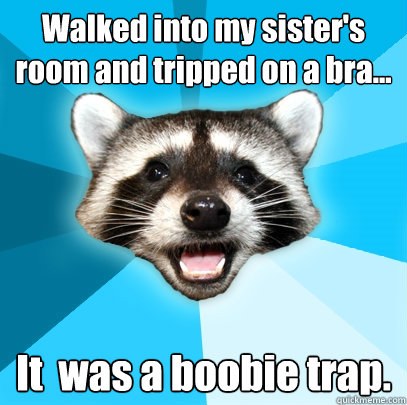 Walked into my sister's
room and tripped on a bra...
It  was a boobie trap.
quickmeme.com